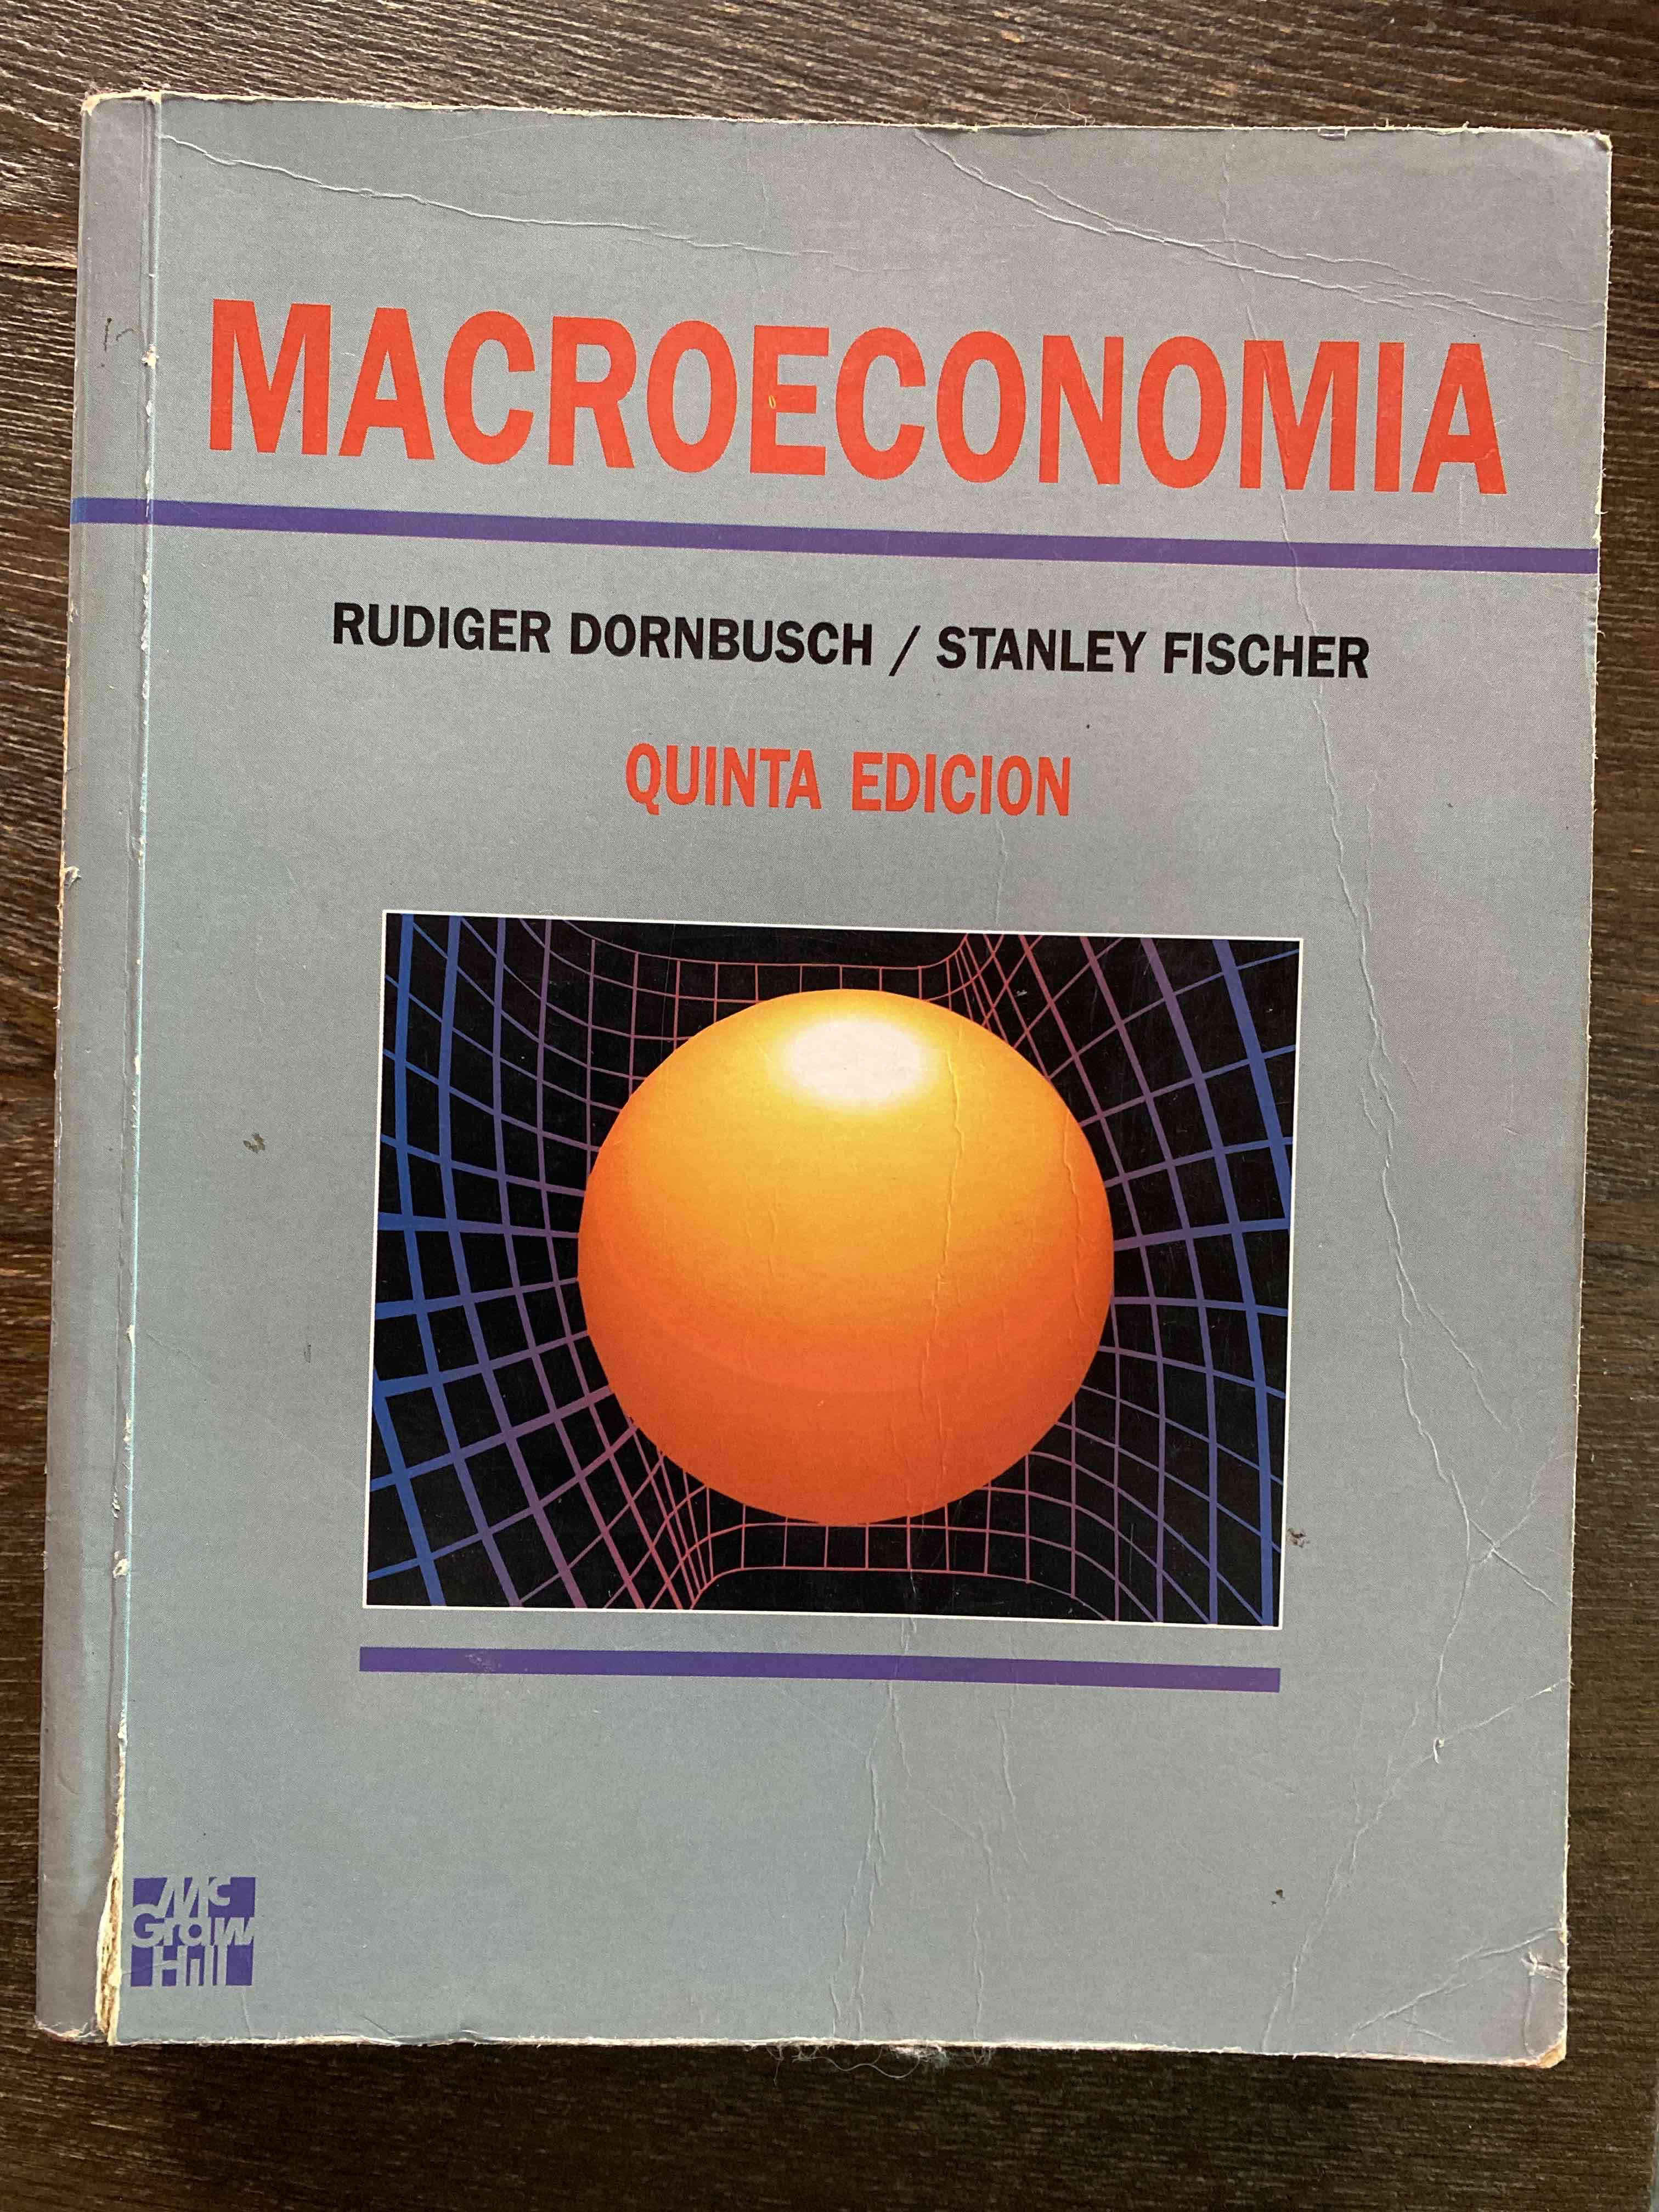 MACROECONOMIA
RUDIGER DORNBUSCH / STANLEY FISCHER
QUINTA EDICION
Mc
Graw
Hill